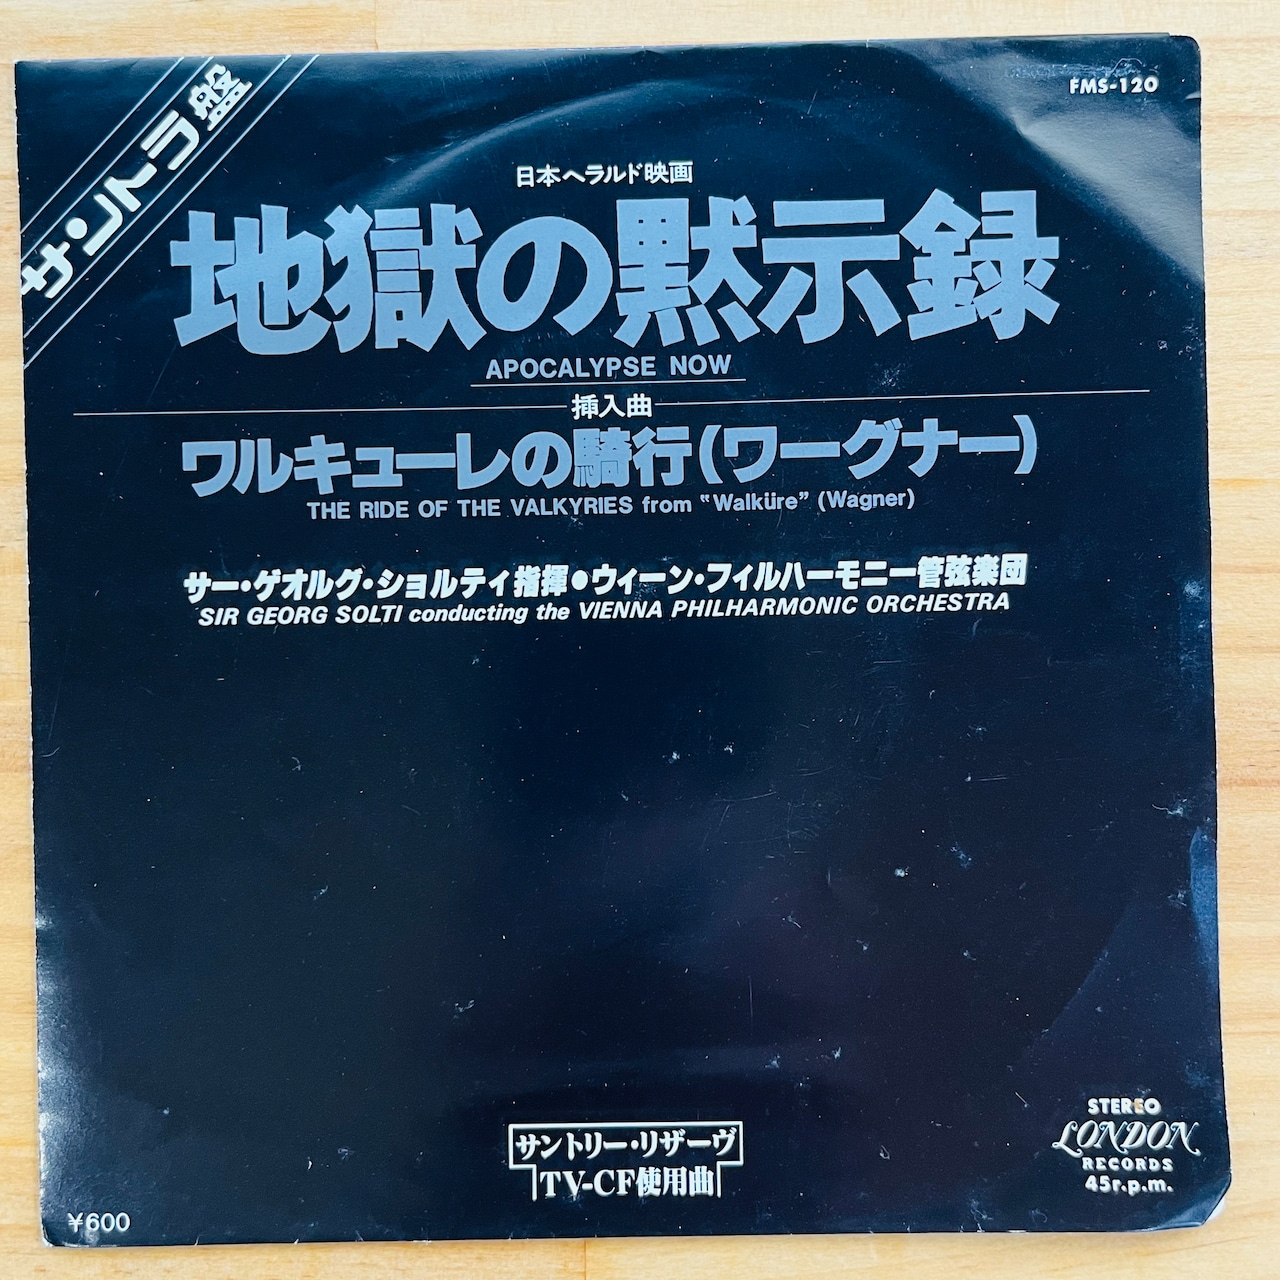 サントラ盤
FMS-120
日本ヘラルド映画
地獄の黙示録
APOCALYPSE NOW
挿入曲
ワルキューレの騎行(ワーグナー)
THE RIDE OF THE VALKYRIES from “Walküre” (Wagner)
サー・ゲオルグ・ショルティ指揮●ウィーン・フィルハーモニー管弦楽団
SIR GEORG SOLTI conducting the VIENNA PHILHARMONIC ORCHESTRA
サントリー・リザーヴ
TV-CF使用曲
STEREO
LONDON
RECORDS
45r.p.m.
¥600